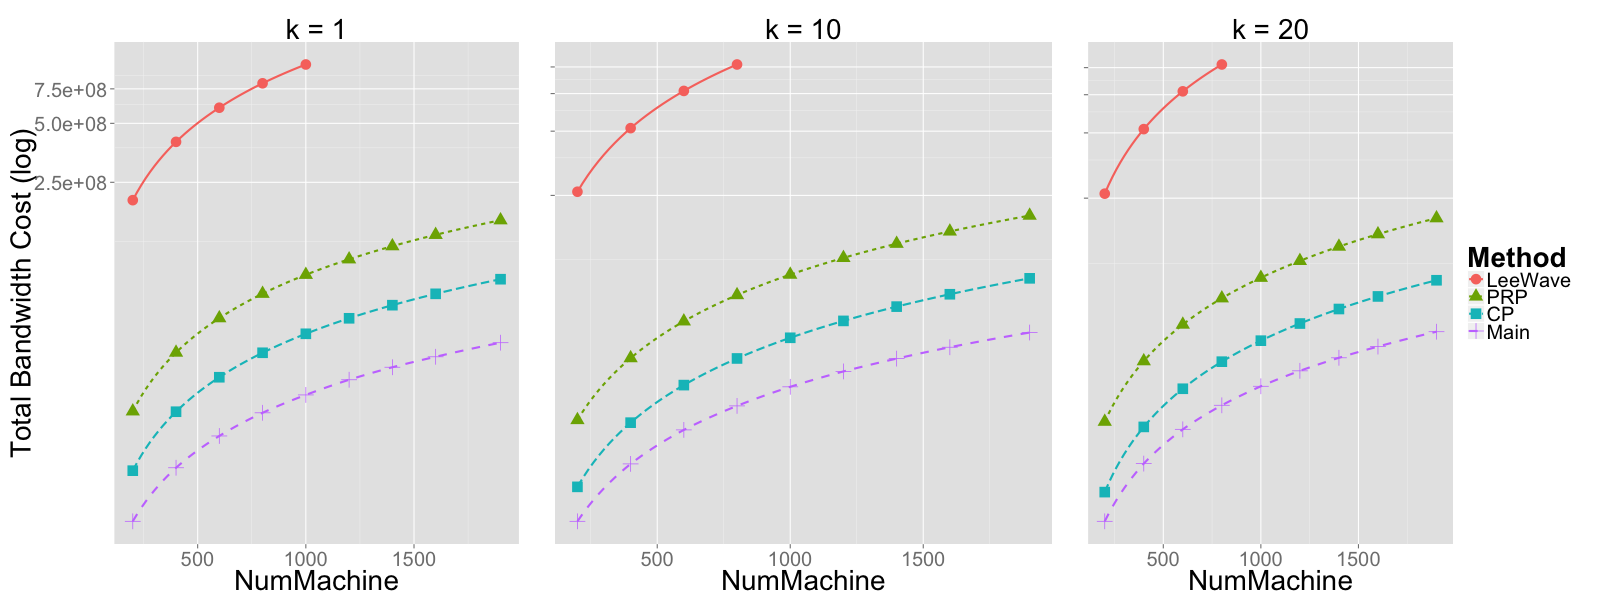 k = 1
k = 10
k = 20
Total Bandwidth Cost (log)
7.5e+08
5.0e+08
2.5e+08
500 1000 1500
500 1000 1500
500 1000 1500
NumMachine
NumMachine
NumMachine
Method
LeeWave
PRP
CP
Main